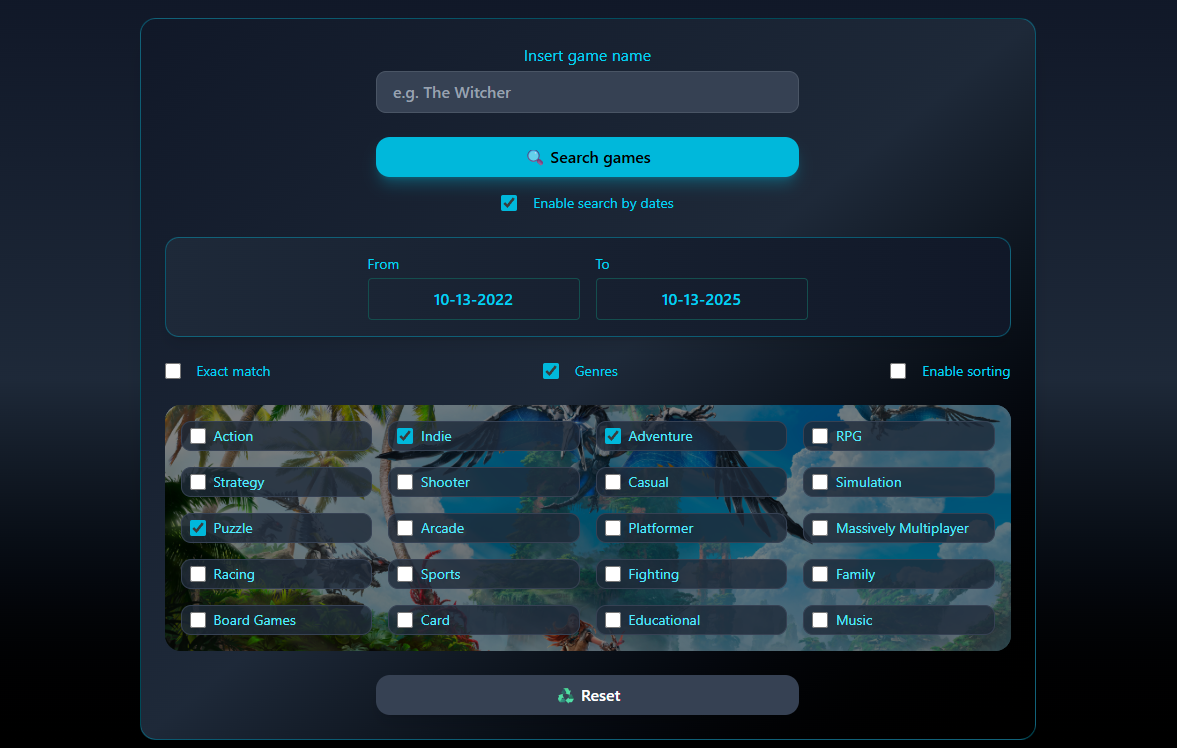 Insert game name
e.g. The Witcher
Search games
Enable search by dates
From To
10-13-2022 10-13-2025
Exact match Genres Enable sorting
Action Indie Adventure RPG
Strategy Shooter Casual Simulation
Puzzle Arcade Platformer Massively Multiplayer
Racing Sports Fighting Family
Board Games Card Educational Music
Reset